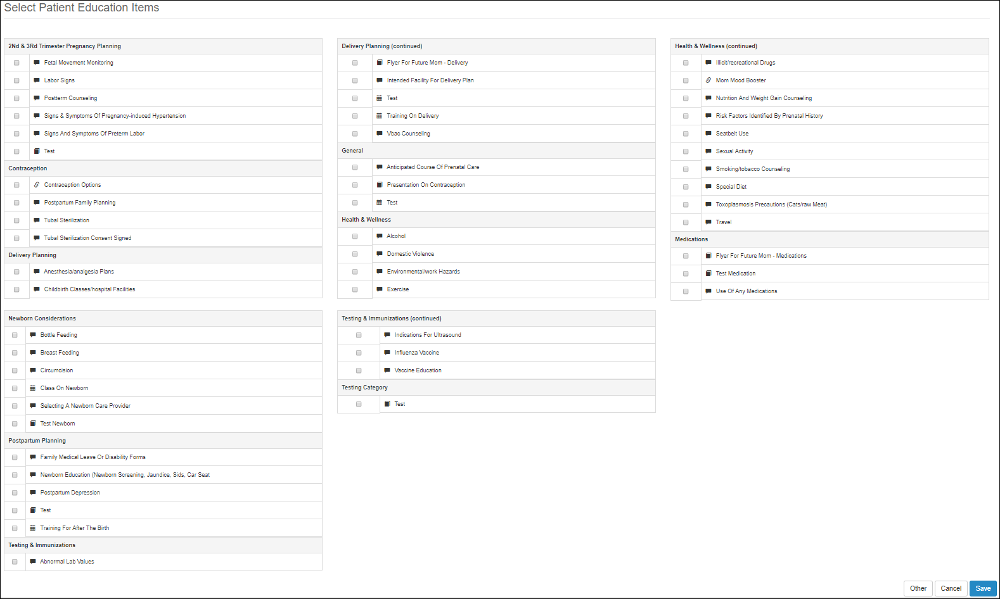 Select Patient Education Items
2Nd & 3Rd Trimester Pregnancy Planning
Fetal Movement Monitoring
Labor Signs
Postterm Counseling
Signs & Symptoms Of Pregnancy-induced Hypertension
Signs And Symptoms Of Preterm Labor
Test
Contraception
Contraception Options
Postpartum Family Planning
Tubal Sterilization
Tubal Sterilization Consent Signed
Delivery Planning
Anesthesia/analgesia Plans
Childbirth Classes/hospital Facilities
Delivery Planning (continued)
Flyer For Future Mom - Delivery
Intended Facility For Delivery Plan
Test
Training On Delivery
Vbac Counseling
General
Anticipated Course Of Prenatal Care
Presentation On Contraception
Test
Health & Wellness
Alcohol
Domestic Violence
Environmental/work Hazards
Exercise
Health & Wellness (continued)
Illicit/recreational Drugs
Mom Mood Booster
Nutrition And Weight Gain Counseling
Risk Factors Identified By Prenatal History
Seatbelt Use
Sexual Activity
Smoking/tobacco Counseling
Special Diet
Toxoplasmosis Precautions (Cats/raw Meat)
Travel
Medications
Flyer For Future Mom - Medications
Test Medication
Use Of Any Medications
Newborn Considerations
Bottle Feeding
Breast Feeding
Circumcision
Class On Newborn
Selecting A Newborn Care Provider
Test Newborn
Postpartum Planning
Family Medical Leave Or Disability Forms
Newborn Education (Newborn Screening, Jaundice, Sids, Car Seat
Postpartum Depression
Test
Training For After The Birth
Testing & Immunizations
Abnormal Lab Values
Testing & Immunizations (continued)
Indications For Ultrasound
Influenza Vaccine
Vaccine Education
Testing Category
Test
Other
Cancel
Save